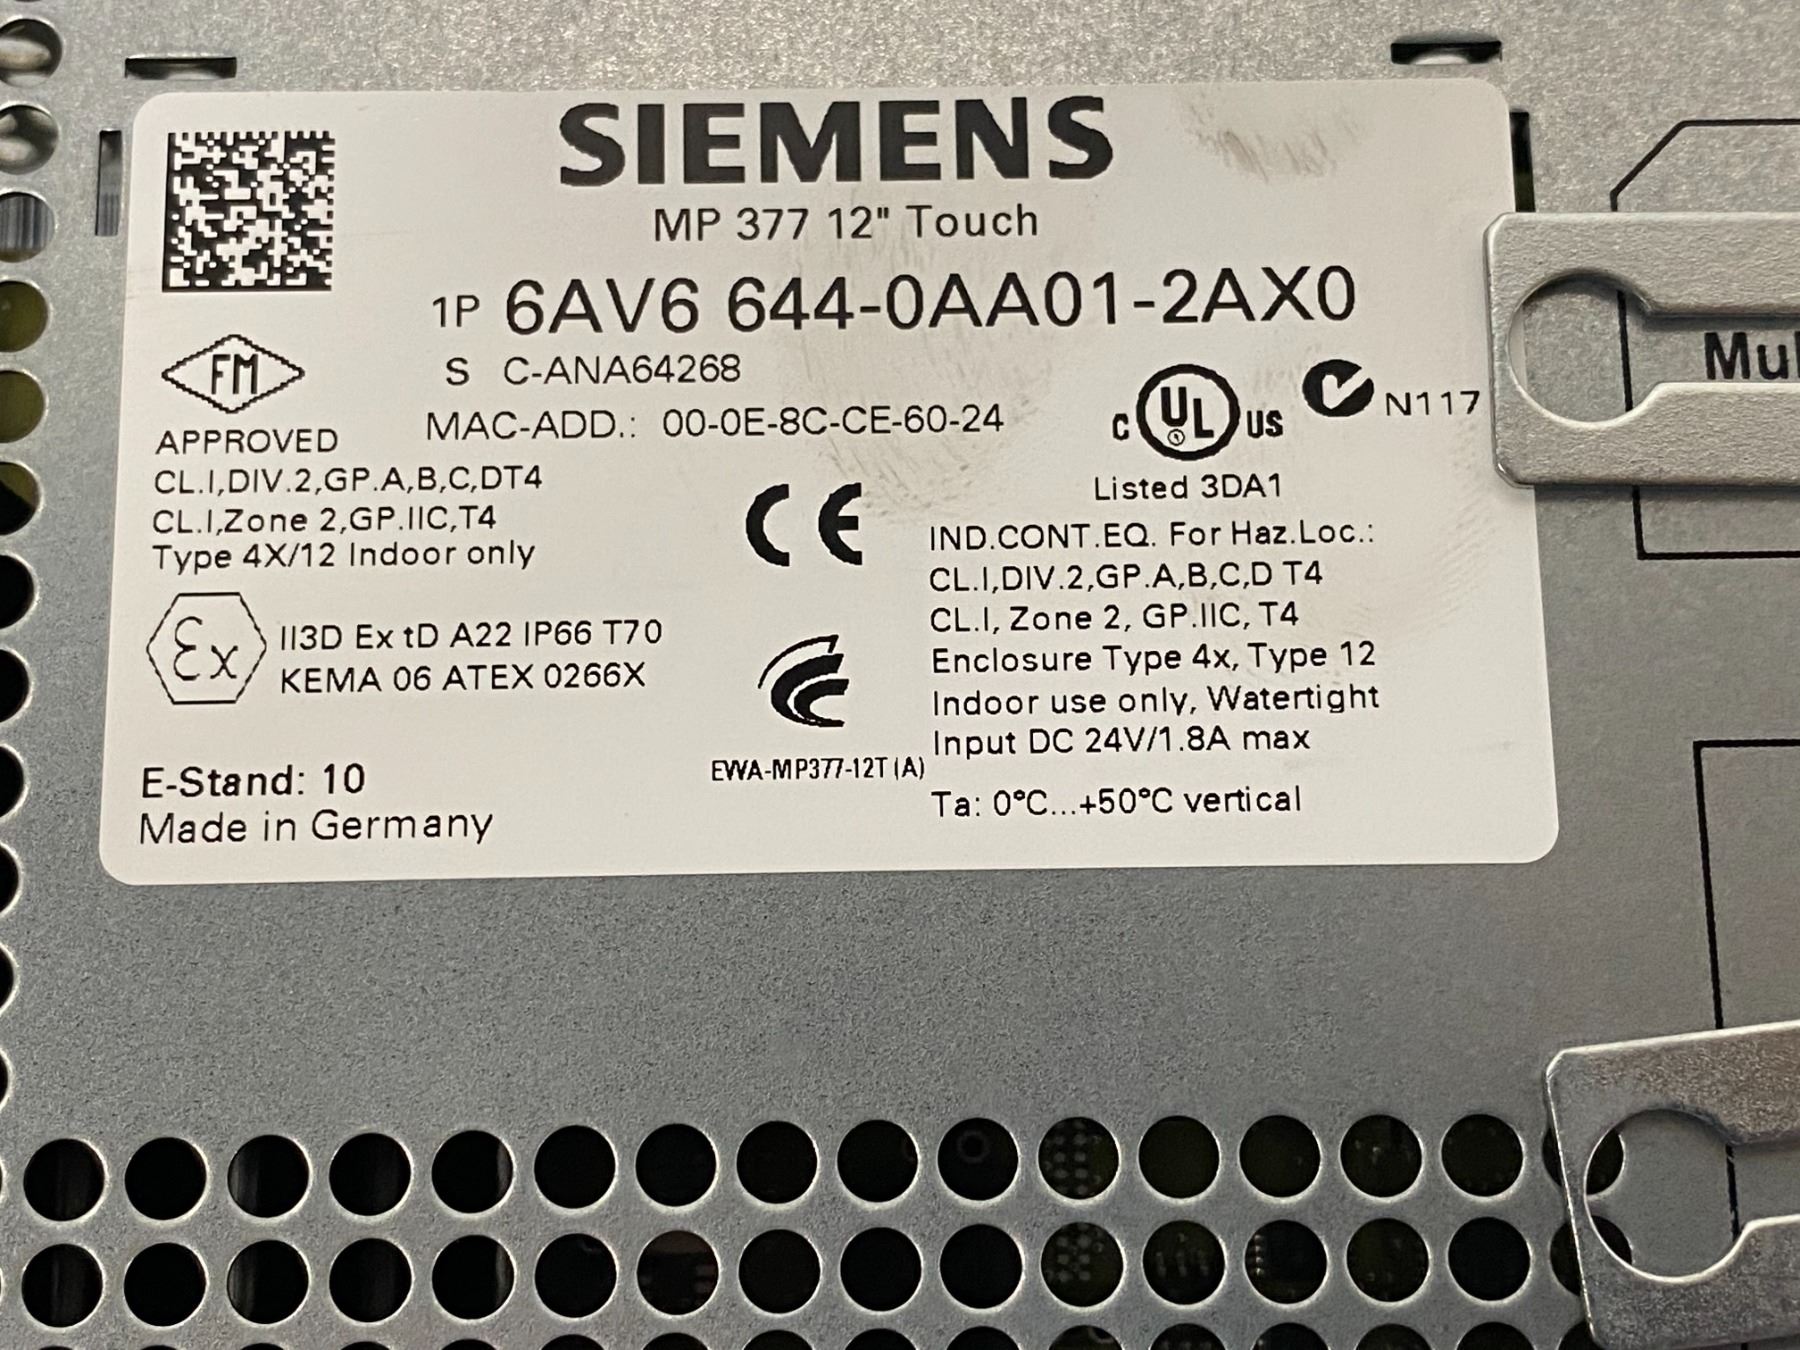 SIEMENS
MP 377 12" Touch
1P 6AV6 644-0AA01-2AX0
S C-ANA64268
MAC-ADD.: 00-0E-8C-CE-60-24
FM
APPROVED
CL.I,DIV.2,GP.A,B,C,DT4
CL.I,Zone 2,GP.IIC,T4
Type 4X/12 Indoor only
Ex
II3D Ex tD A22 IP66 T70
KEMA 06 ATEX 0266X
E-Stand: 10
Made in Germany
CE
EWA-MP377-12T (A)
C UL US
N117
Listed 3DA1
IND.CONT.EQ. For Haz.Loc.:
CL.I,DIV.2,GP.A,B,C,D T4
CL.I, Zone 2, GP.IIC, T4
Enclosure Type 4x, Type 12
Indoor use only, Watertight
Input DC 24V/1.8A max
Ta: 0°C...+50°C vertical